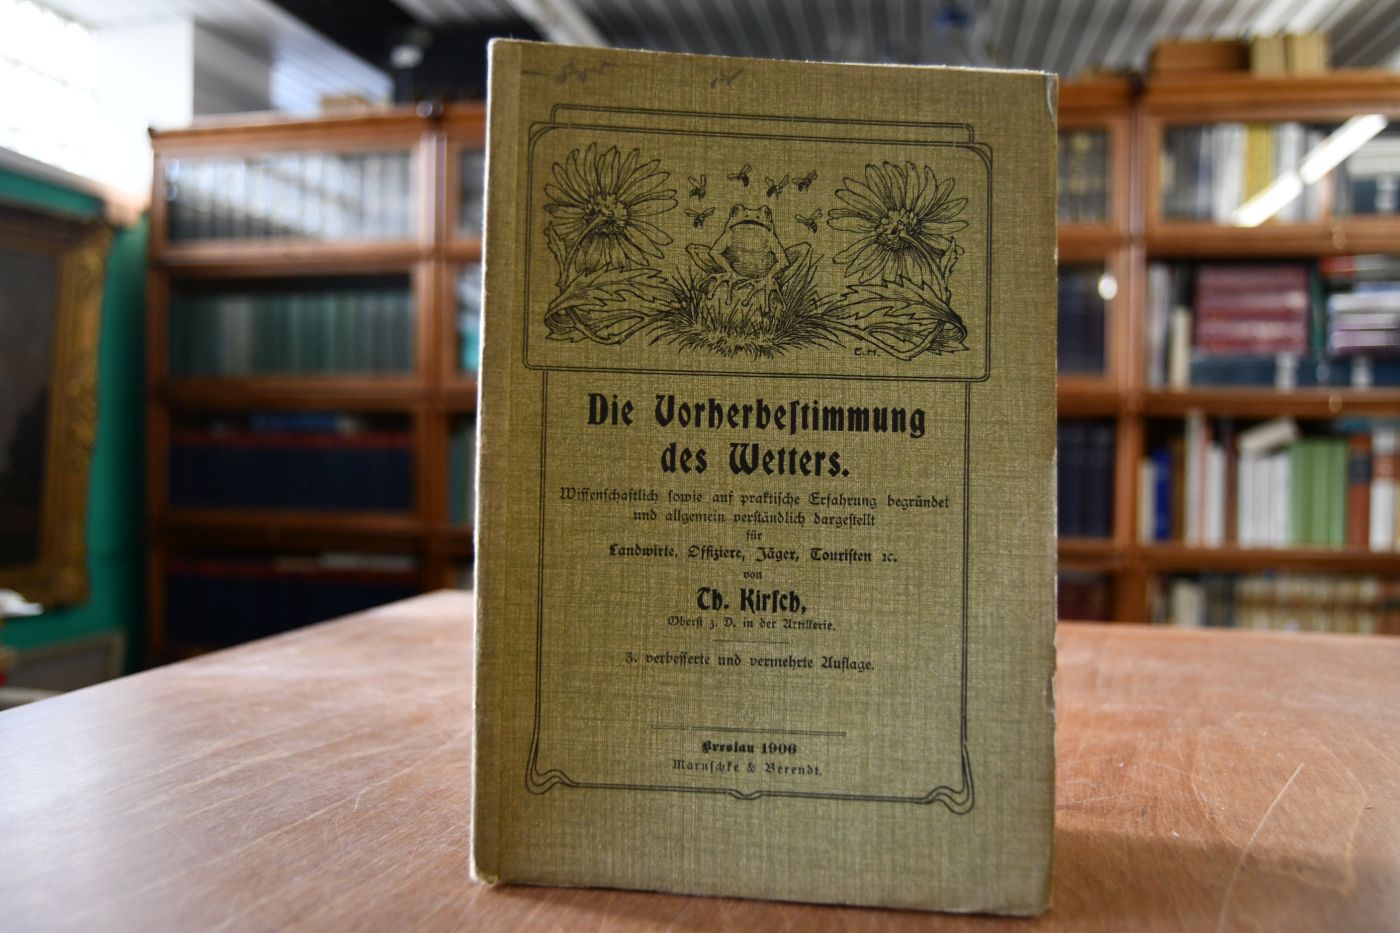 C. H.
Die Vorherbeſtimmung
des Wetters.
Wiſſenſchaftlich ſowie auf praktiſche Erfahrung begründet
und allgemein verſtändlich dargeſtellt
für
Landwirte, Offiziere, Jäger, Touriſten ꝛc.
von
Th. Kirſch,
Oberſt z. D. in der Artillerie.
3. verbeſſerte und vermehrte Auflage.
Breslau 1906
Maruſchke & Berendt.